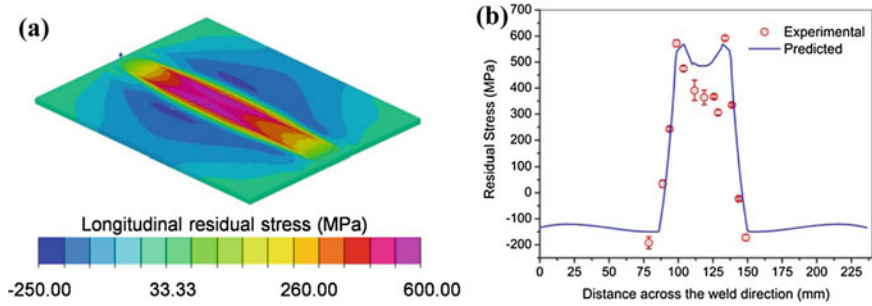 (a)
Longitudinal residual stress (MPa)
-250.00 33.33 260.00 600.00
(b)
Experimental
Predicted
Residual Stress (MPa)
700
600
500
400
300
200
100
0
-100
-200
0 25 50 75 100 125 150 175 200 225
Distance across the weld direction (mm)